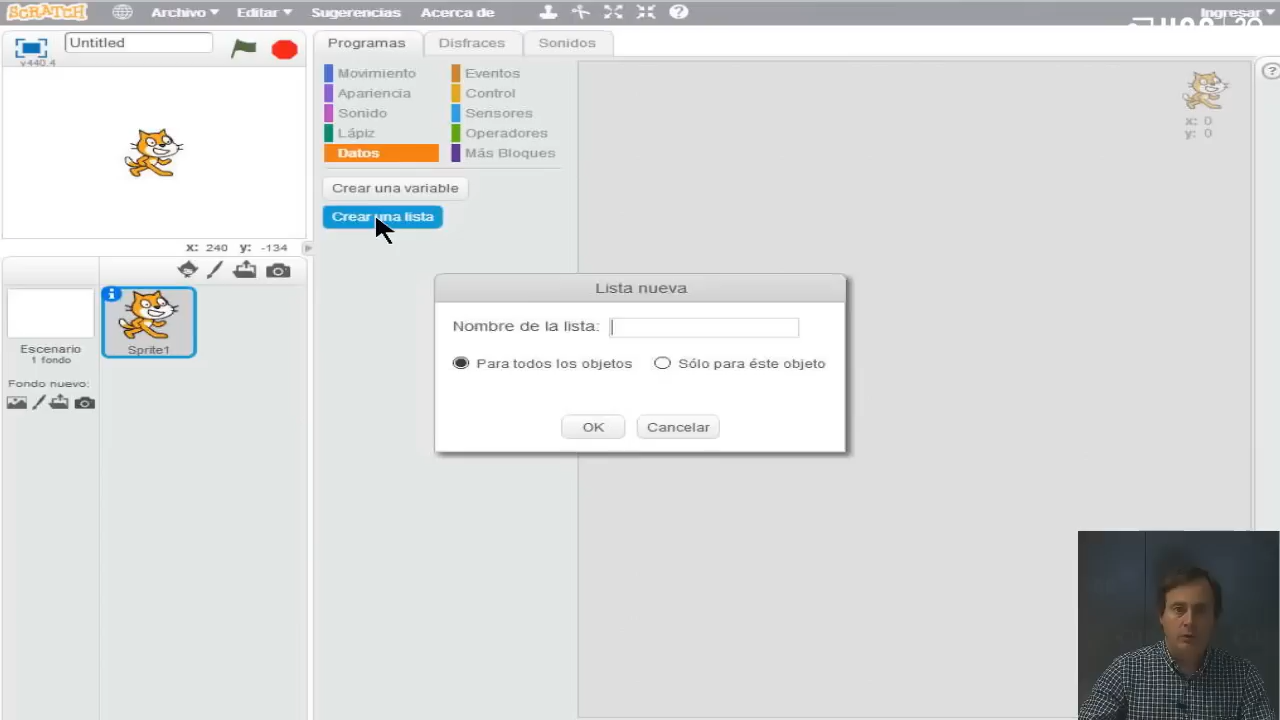 SCRATCH Archivo Editar Sugerencias Acerca de Ingresar
Untitled
v440.4
Programas Disfraces Sonidos
Movimiento Eventos
Apariencia Control
Sonido Sensores
Lápiz Operadores
Datos Más Bloques
Crear una variable
Crear una lista
x: 0
y: 0
x: 240 y: -134
Sprite1
Escenario
1 fondo
Fondo nuevo:
Lista nueva
Nombre de la lista:
Para todos los objetos Sólo para éste objeto
OK Cancelar